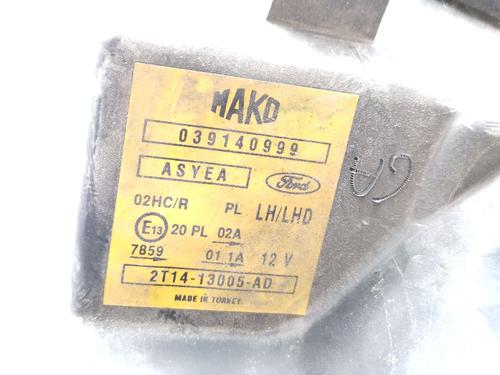 MAKO
039140999
ASYEA Ford
02HC/R PL LH/LHD
E13 20 PL 02A
7859 01 1A 12 V
2T14-13005-AD
MADE IN TURKEY